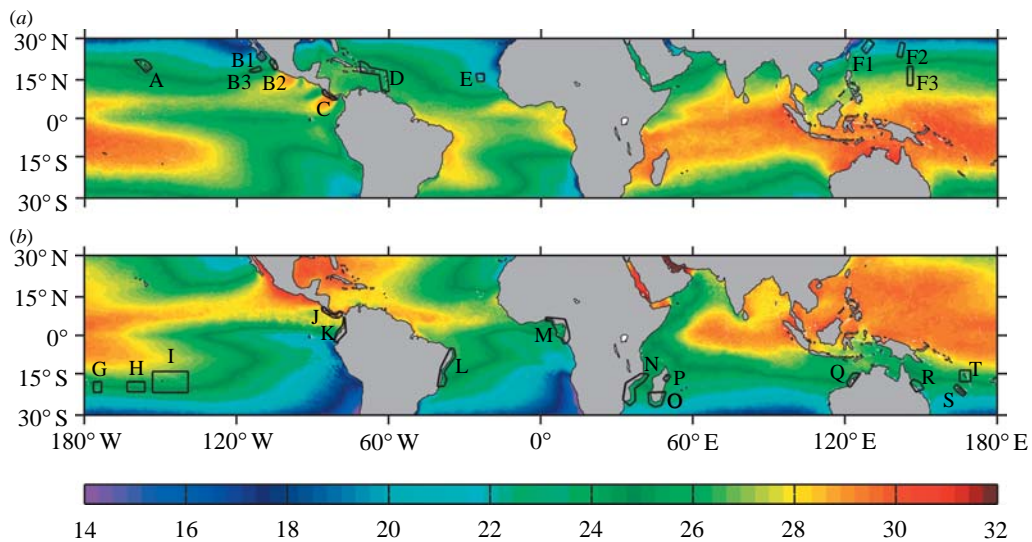 (a)
30° N
15° N
0°
15° S
30° S
A
B1
B3 B2
C
D
E
F1
F2
F3
(b)
30° N
15° N
0°
15° S
30° S
G
H
I
J
K
L
M
N
P
O
Q
R
S
T
180° W
120° W
60° W
0°
60° E
120° E
180° E
14 16 18 20 22 24 26 28 30 32